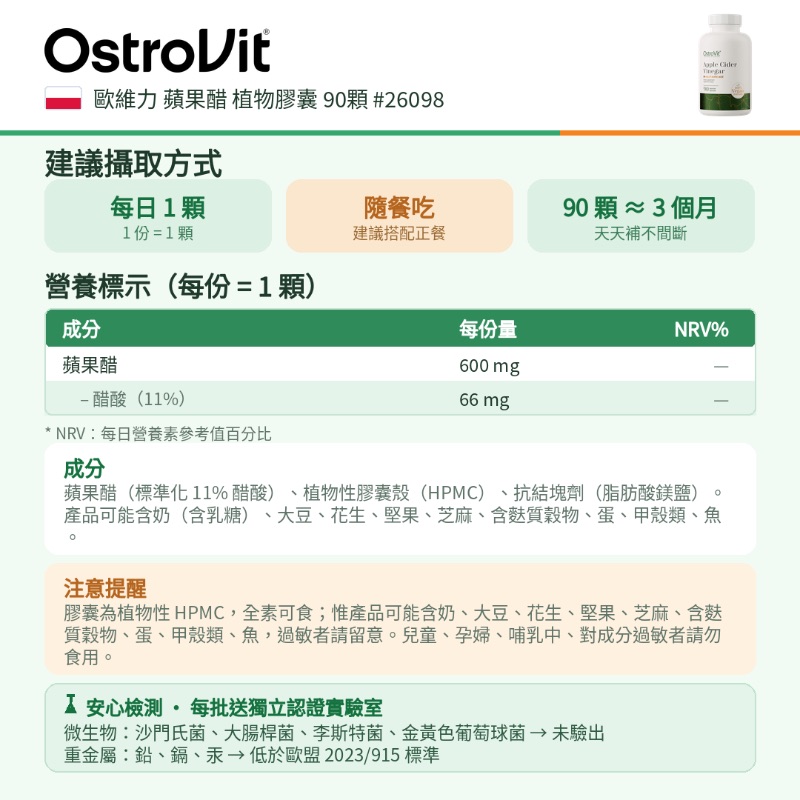 OstroVit®
歐維力 蘋果醋 植物膠囊 90顆 #26098
OstroVit
Apple Cider
Vinegar
建議攝取方式
每日 1 顆
1 份 = 1 顆
隨餐吃
建議搭配正餐
90 顆 ≈ 3 個月
天天補不間斷
營養標示（每份 = 1 顆）
成分 每份量 NRV%
蘋果醋 600 mg —
– 醋酸（11%） 66 mg —
* NRV：每日營養素參考值百分比
成分
蘋果醋（標準化 11% 醋酸）、植物性膠囊殼（HPMC）、抗結塊劑（脂肪酸鎂鹽）。
產品可能含奶（含乳糖）、大豆、花生、堅果、芝麻、含麩質穀物、蛋、甲殼類、魚
。
注意提醒
膠囊為植物性 HPMC，全素可食；惟產品可能含奶、大豆、花生、堅果、芝麻、含麩
質穀物、蛋、甲殼類、魚，過敏者請留意。兒童、孕婦、哺乳中、對成分過敏者請勿
食用。
安心檢測 · 每批送獨立認證實驗室
微生物：沙門氏菌、大腸桿菌、李斯特菌、金黃色葡萄球菌 → 未驗出
重金屬：鉛、鎘、汞 → 低於歐盟 2023/915 標準